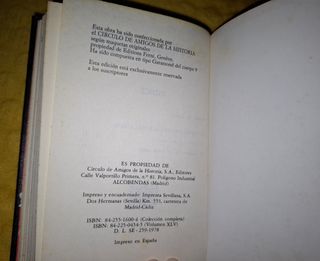 Esta obra ha sido confeccionada por
el CIRCULO DE AMIGOS DE LA HISTORIA
según maquetas originales
propiedad de Editions Ferni, Genève.
Ha sido compuesta en tipo Garamond del cuerpo 9
Esta edición está exclusivamente reservada
a los suscriptores
ES PROPIEDAD DE
Círculo de Amigos de la Historia, S.A., Editores
Calle Valportillo Primera, n.º 81. Polígono Industrial
ALCOBENDAS (Madrid)
Impreso y encuadernado: Imprenta Sevillana, S.A.
Dos Hermanas (Sevilla) Km. 555, carretera de
Madrid-Cádiz
ISBN: 84-225-1600-4 (Colección completa)
ISBN: 84-225-0454-5 (Volumen XLV)
D. L. SE - 259-1978
Impreso en España